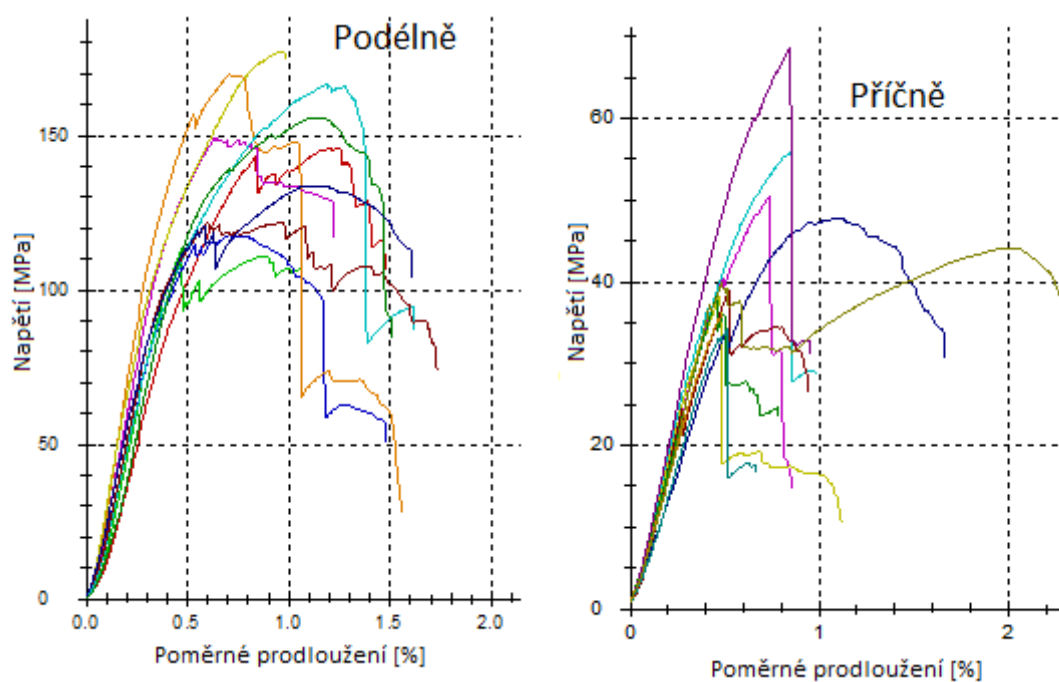 Podélně
Napětí [MPa]
150
100
50
0
0.0 0.5 1.0 1.5 2.0
Poměrné prodloužení [%]
Příčně
Napětí [MPa]
60
40
20
0
0 1 2
Poměrné prodloužení [%]